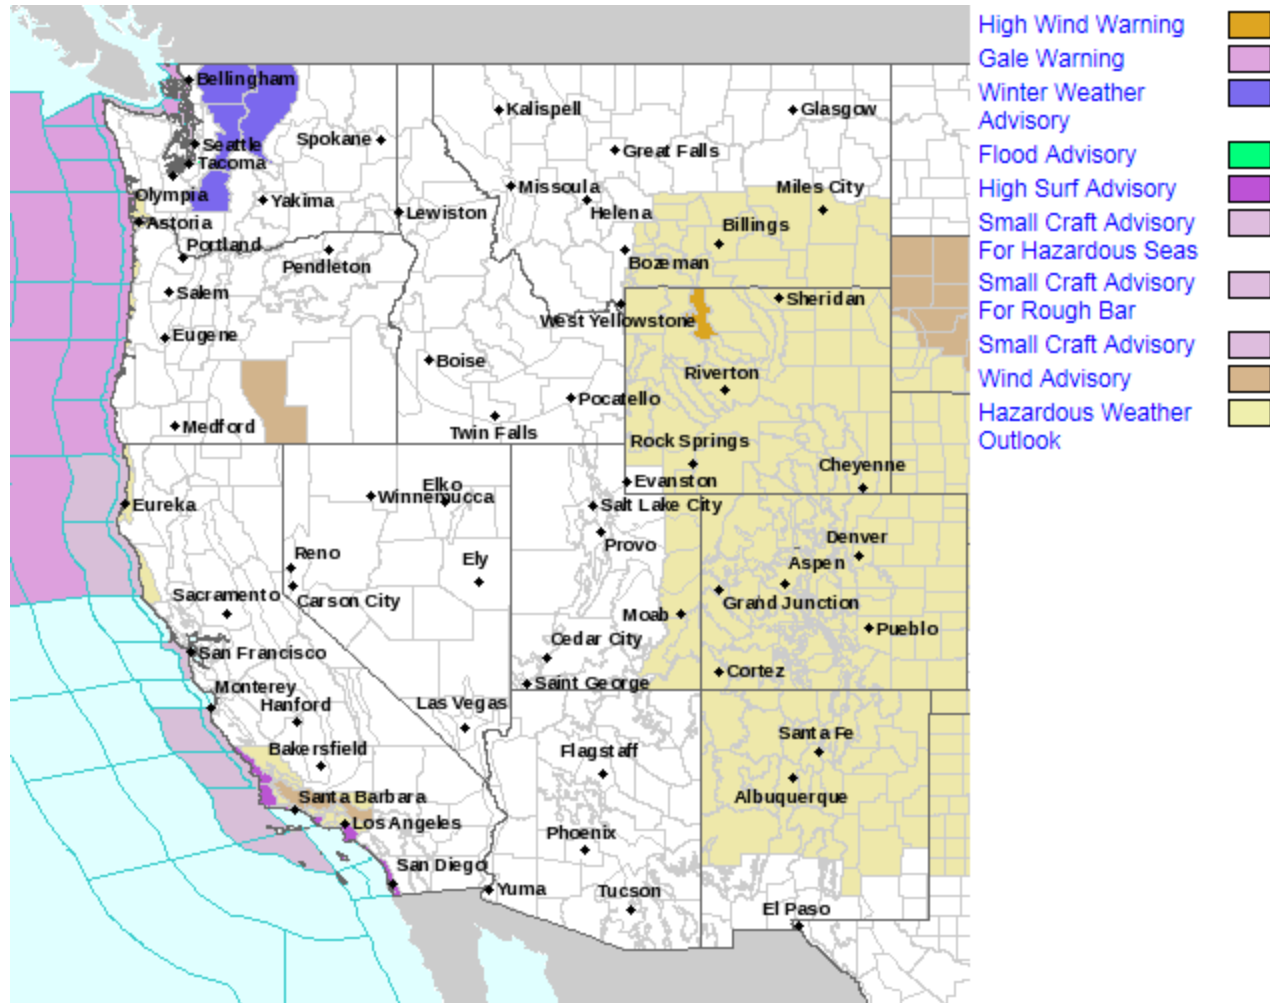 High Wind Warning
Gale Warning
Winter Weather
Advisory
Flood Advisory
High Surf Advisory
Small Craft Advisory
For Hazardous Seas
Small Craft Advisory
For Rough Bar
Small Craft Advisory
Wind Advisory
Hazardous Weather
Outlook
Bellingham
Kalispell
Glasgow
Seattle
Spokane
Great Falls
Tacoma
Olympia
Yakima
Missoula
Miles City
Helena
Lewiston
Astoria
Billings
Portland
Pendleton
Bozeman
Salem
Sheridan
West Yellowstone
Eugene
Boise
Riverton
Pocatello
Medford
Twin Falls
Rock Springs
Cheyenne
Evanston
Elko
Winnemucca
Eureka
Salt Lake City
Provo
Denver
Reno
Ely
Aspen
Sacramento
Carson City
Grand Junction
Moab
Pueblo
Cedar City
San Francisco
Cortez
Saint George
Monterey
Hanford
Las Vegas
Santa Fe
Bakersfield
Flagstaff
Santa Barbara
Albuquerque
Los Angeles
Phoenix
San Diego
Yuma
Tucson
El Paso